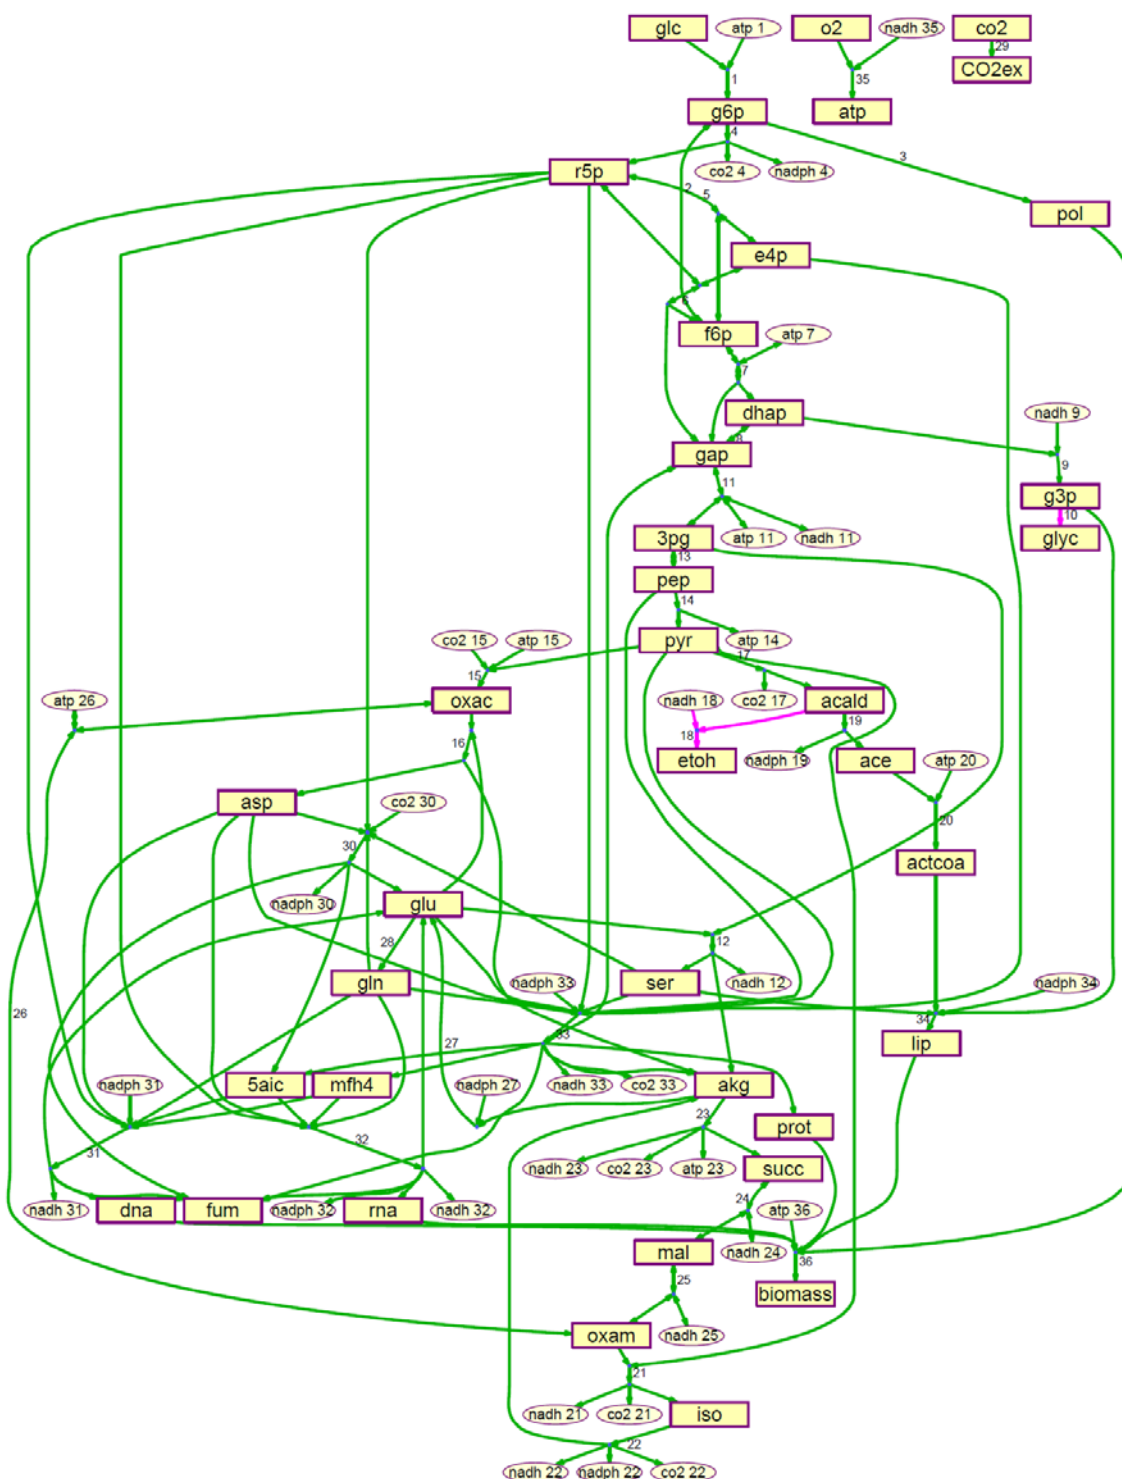 glc
atp 1
o2
nadh 35
co2
29
CO2ex
1
35
g6p
atp
4
3
r5p
co2 4
nadph 4
2
5
pol
e4p
6
f6p
atp 7
7
dhap
nadh 9
8
gap
9
11
g3p
10
3pg
atp 11
nadh 11
glyc
13
pep
14
co2 15
atp 15
pyr
atp 14
17
15
atp 26
oxac
nadh 18
co2 17
acald
19
16
18
etoh
nadph 19
ace
atp 20
asp
co2 30
20
30
actcoa
nadph 30
glu
28
12
gln
nadph 33
ser
nadh 12
nadph 34
26
34
33
27
lip
nadph 31
5aic
mfh4
nadph 27
nadh 33
co2 33
akg
23
prot
31
32
nadh 23
co2 23
atp 23
succ
24
nadh 31
dna
fum
nadph 32
rna
nadh 32
atp 36
mal
nadh 24
36
25
biomass
oxam
nadh 25
21
nadh 21
co2 21
iso
22
nadh 22
nadph 22
co2 22